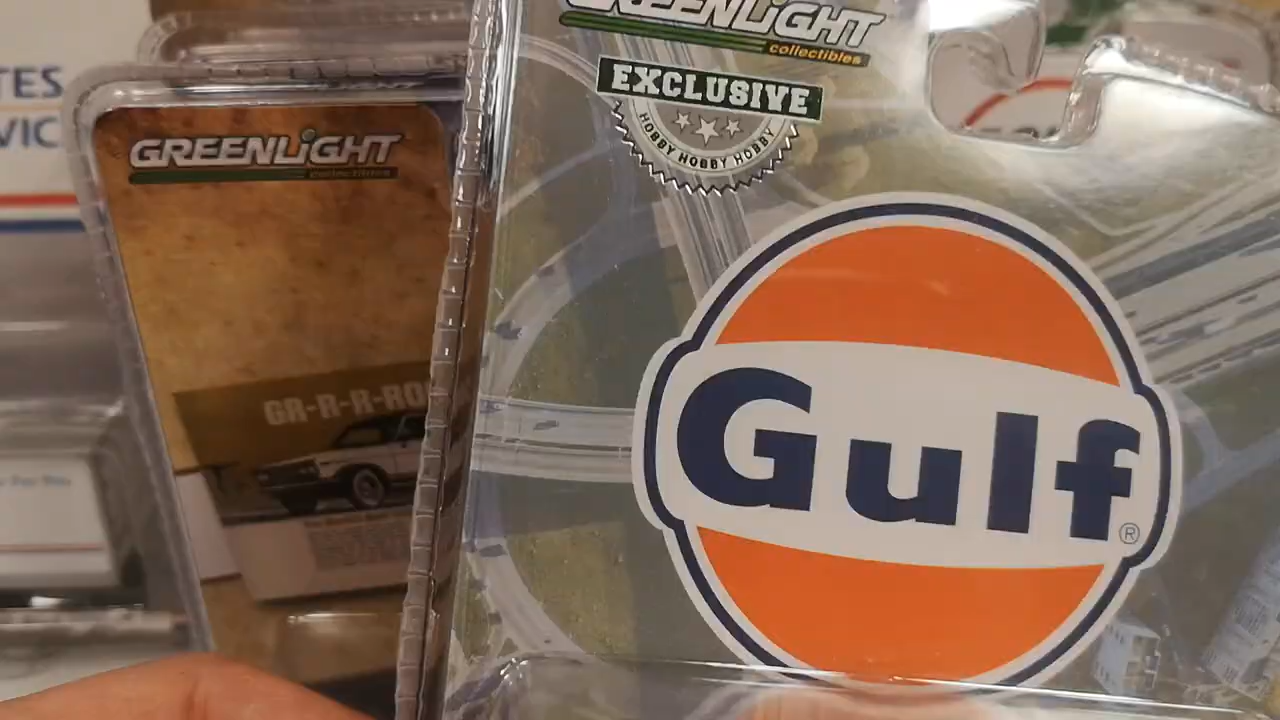 TES
VIC
GREENLiGHT
collectibles
GR-R-R-RO
GREENLiGHT
collectibles
EXCLUSIVE
HOBBY HOBBY HOBBY
Gulf
®